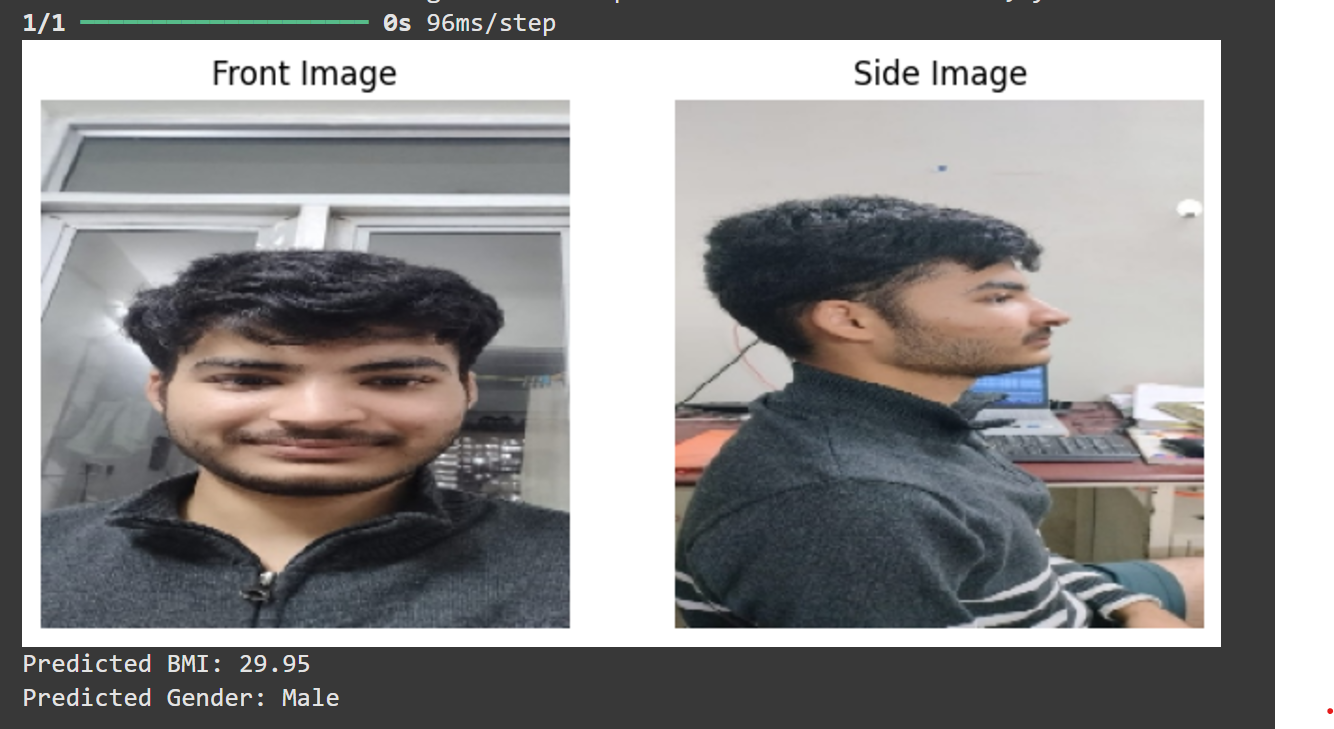 1/1 ━━━━━━━━━━━━━━━━━━━━ 0s 96ms/step
Front Image
Side Image
Predicted BMI: 29.95
Predicted Gender: Male